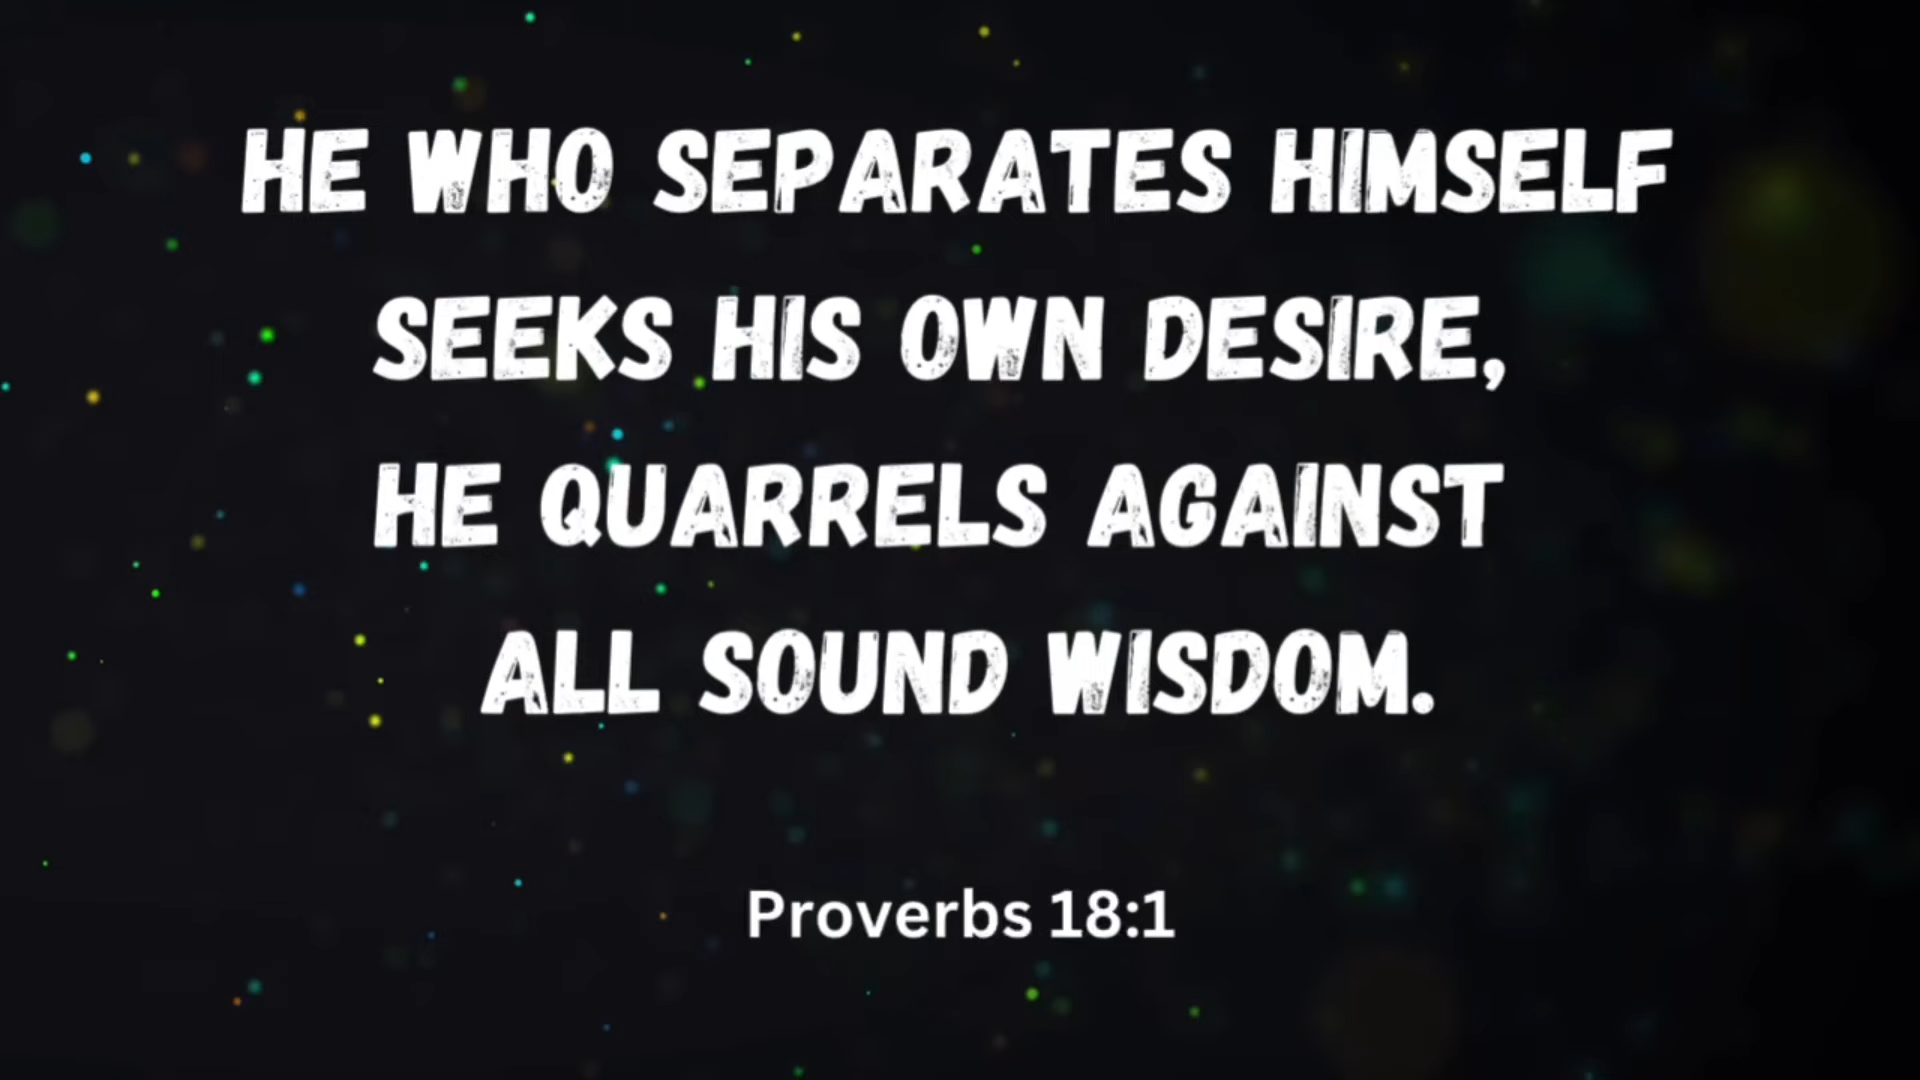 HE WHO SEPARATES HIMSELF
SEEKS HIS OWN DESIRE,
HE QUARRELS AGAINST
ALL SOUND WISDOM.
Proverbs 18:1